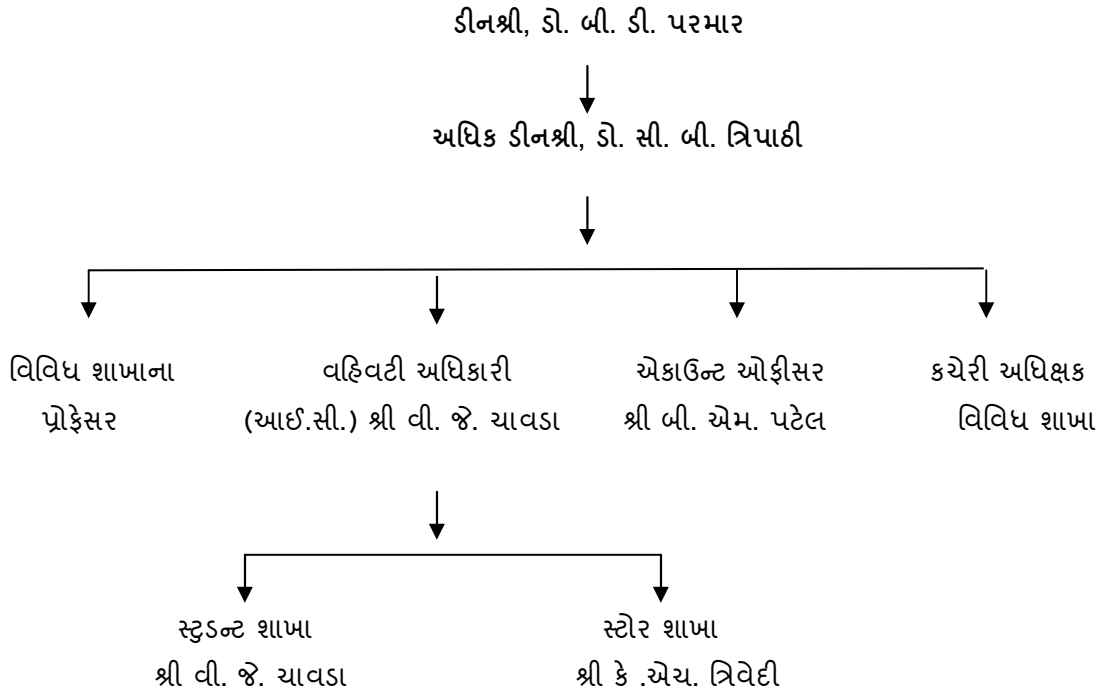 ડીનશ્રી, ડો. બી. ડી. પરમાર
અધિક ડીનશ્રી, ડો. સી. બી. ત્રિપાઠી
વિવિધ શાખાના
પ્રોફેસર
વહિવટી અધિકારી
(આઈ.સી.) શ્રી વી. જે. ચાવડા
એકાઉન્ટ ઓફીસર
શ્રી બી. એમ. પટેલ
કચેરી અધિક્ષક
વિવિધ શાખા
સ્ટુડન્ટ શાખા
શ્રી વી. જે. ચાવડા
સ્ટોર શાખા
શ્રી કે .એચ. ત્રિવેદી